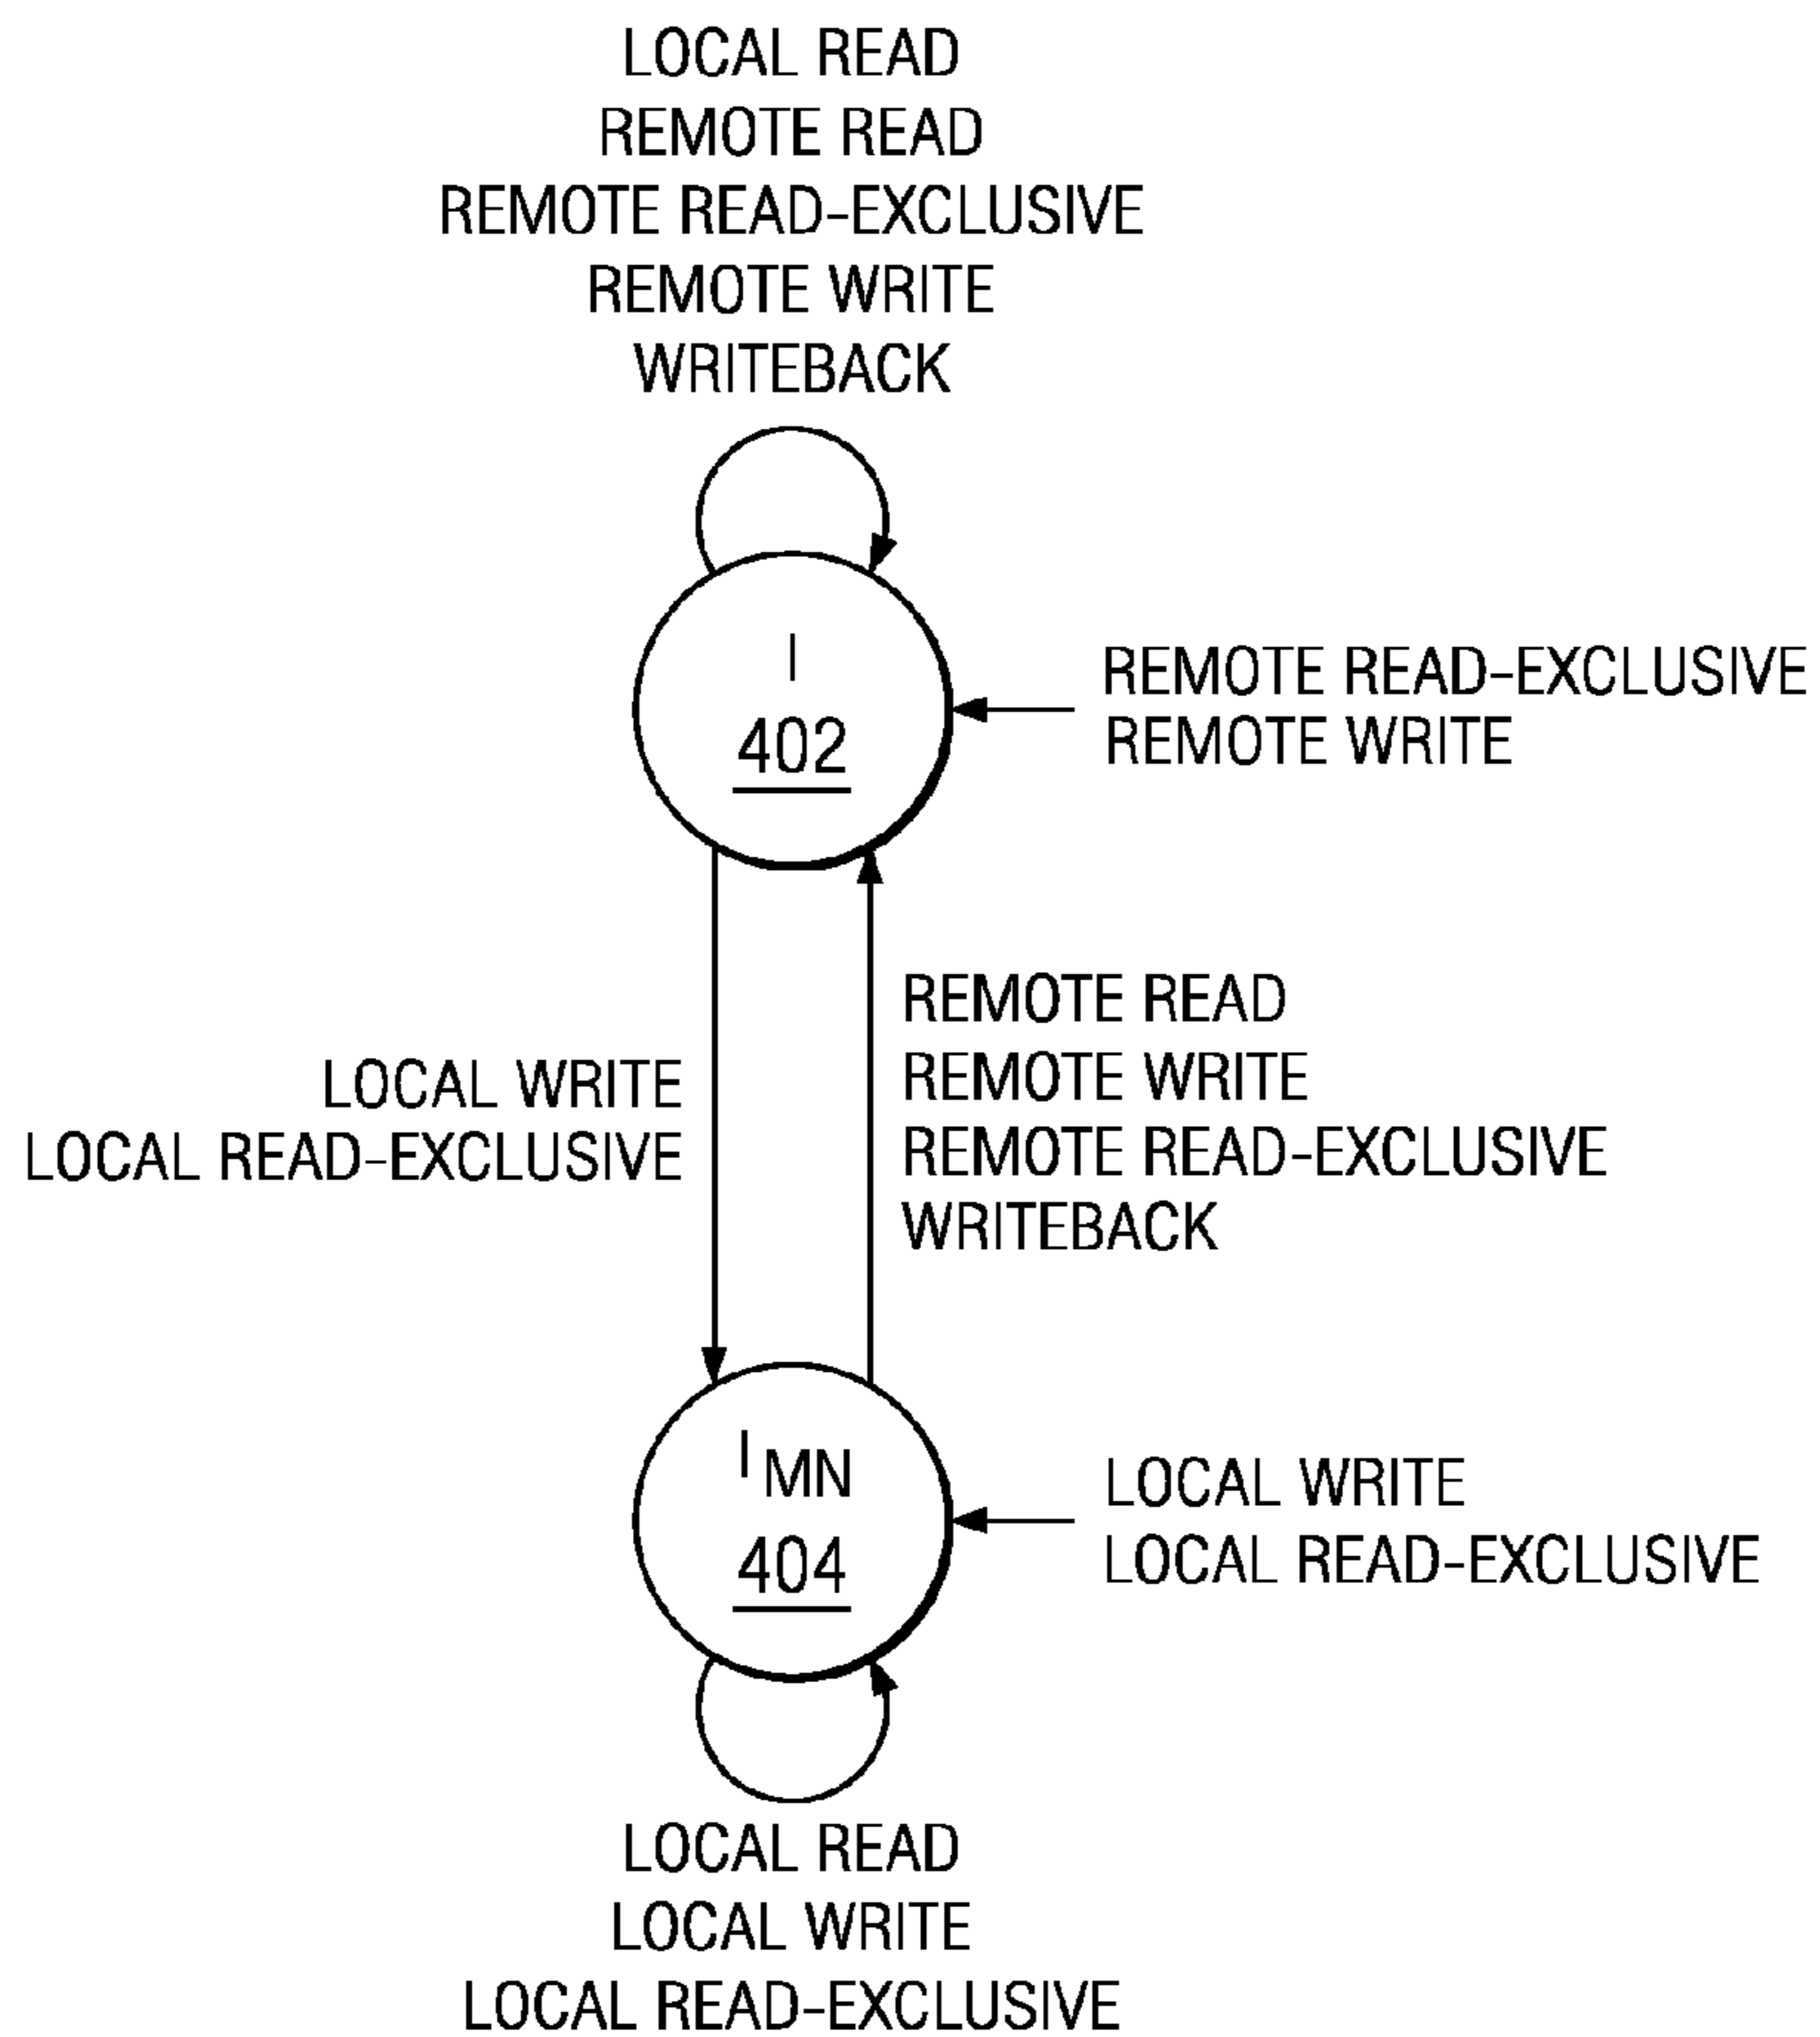 LOCAL READ
REMOTE READ
REMOTE READ-EXCLUSIVE
REMOTE WRITE
WRITEBACK
I
402
REMOTE READ-EXCLUSIVE
REMOTE WRITE
LOCAL WRITE
LOCAL READ-EXCLUSIVE
REMOTE READ
REMOTE WRITE
REMOTE READ-EXCLUSIVE
WRITEBACK
I MN
404
LOCAL WRITE
LOCAL READ-EXCLUSIVE
LOCAL READ
LOCAL WRITE
LOCAL READ-EXCLUSIVE